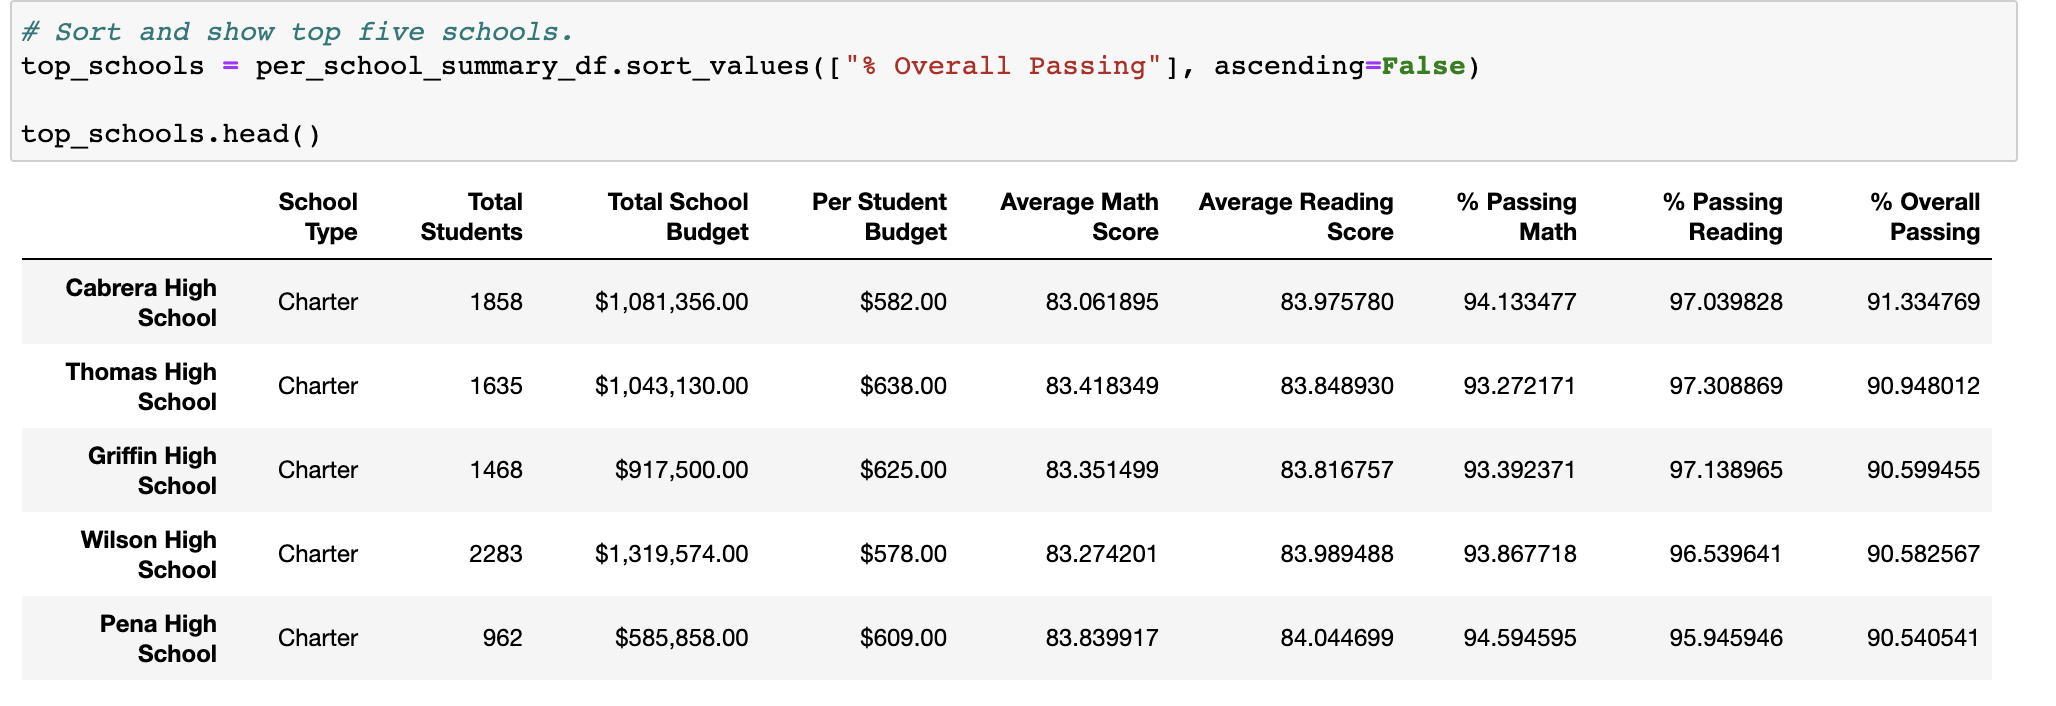 # Sort and show top five schools.
top_schools = per_school_summary_df.sort_values(["% Overall Passing"], ascending=False)
top_schools.head()
School Type Total Students Total School Budget Per Student Budget Average Math Score Average Reading Score % Passing Math % Passing Reading % Overall Passing
Cabrera High School Charter 1858 $1,081,356.00 $582.00 83.061895 83.975780 94.133477 97.039828 91.334769
Thomas High School Charter 1635 $1,043,130.00 $638.00 83.418349 83.848930 93.272171 97.308869 90.948012
Griffin High School Charter 1468 $917,500.00 $625.00 83.351499 83.816757 93.392371 97.138965 90.599455
Wilson High School Charter 2283 $1,319,574.00 $578.00 83.274201 83.989488 93.867718 96.539641 90.582567
Pena High School Charter 962 $585,858.00 $609.00 83.839917 84.044699 94.594595 95.945946 90.540541